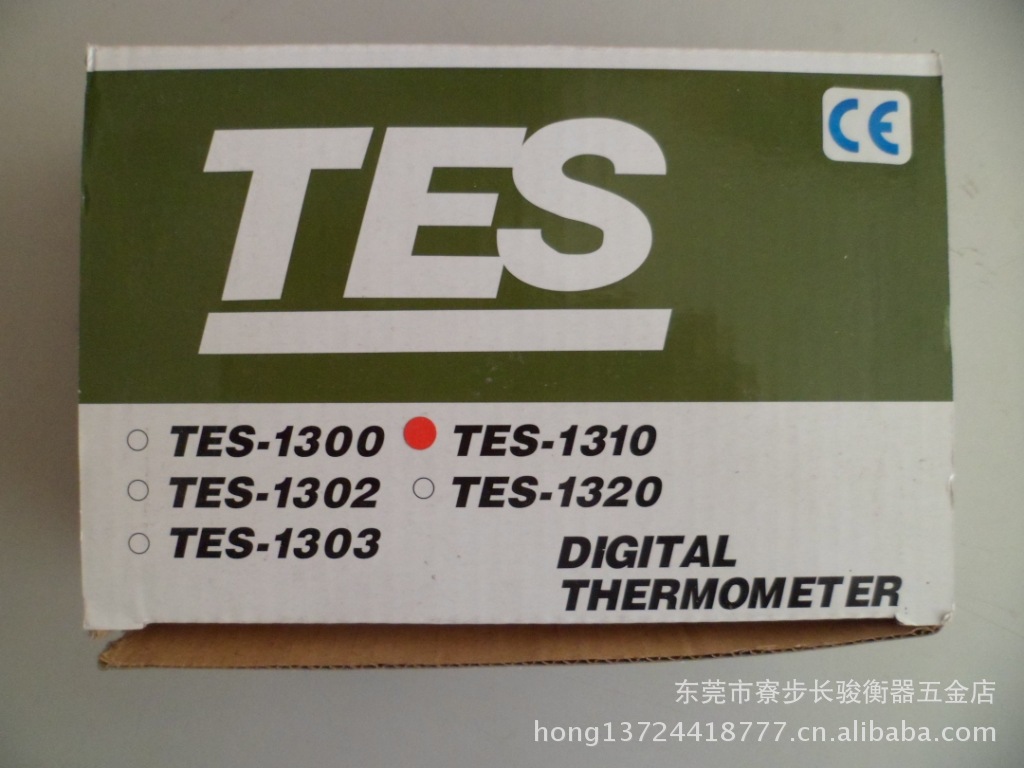 TES
CE
TES-1300 TES-1310
TES-1302 TES-1320
TES-1303
DIGITAL
THERMOMETER
东莞市寮步长骏衡器五金店
hong13724418777.cn.alibaba.com